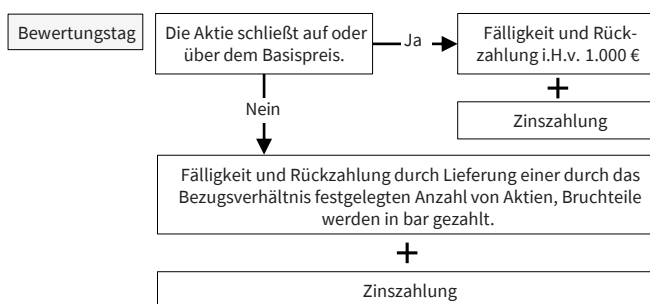 Bewertungstag
Die Aktie schließt auf oder
über dem Basispreis.
Ja
Fälligkeit und Rück-
zahlung i.H.v. 1.000 €
+
Zinszahlung
Nein
Fälligkeit und Rückzahlung durch Lieferung einer durch das
Bezugsverhältnis festgelegten Anzahl von Aktien, Bruchteile
werden in bar gezahlt.
+
Zinszahlung